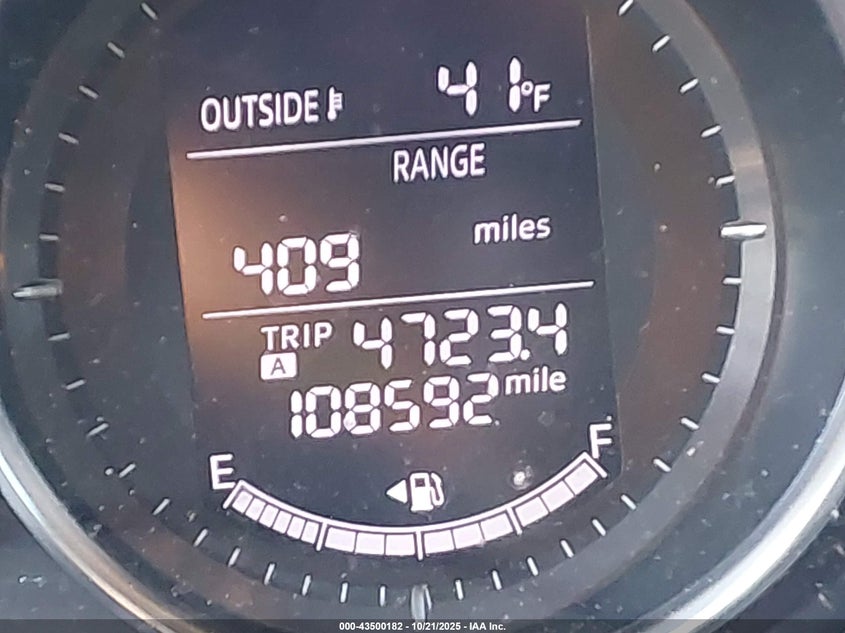 OUTSIDE 41°F
RANGE
409 miles
TRIP A 4723.4
108592 mile
E F
000-43500182 - 10/21/2025 - IAA Inc.